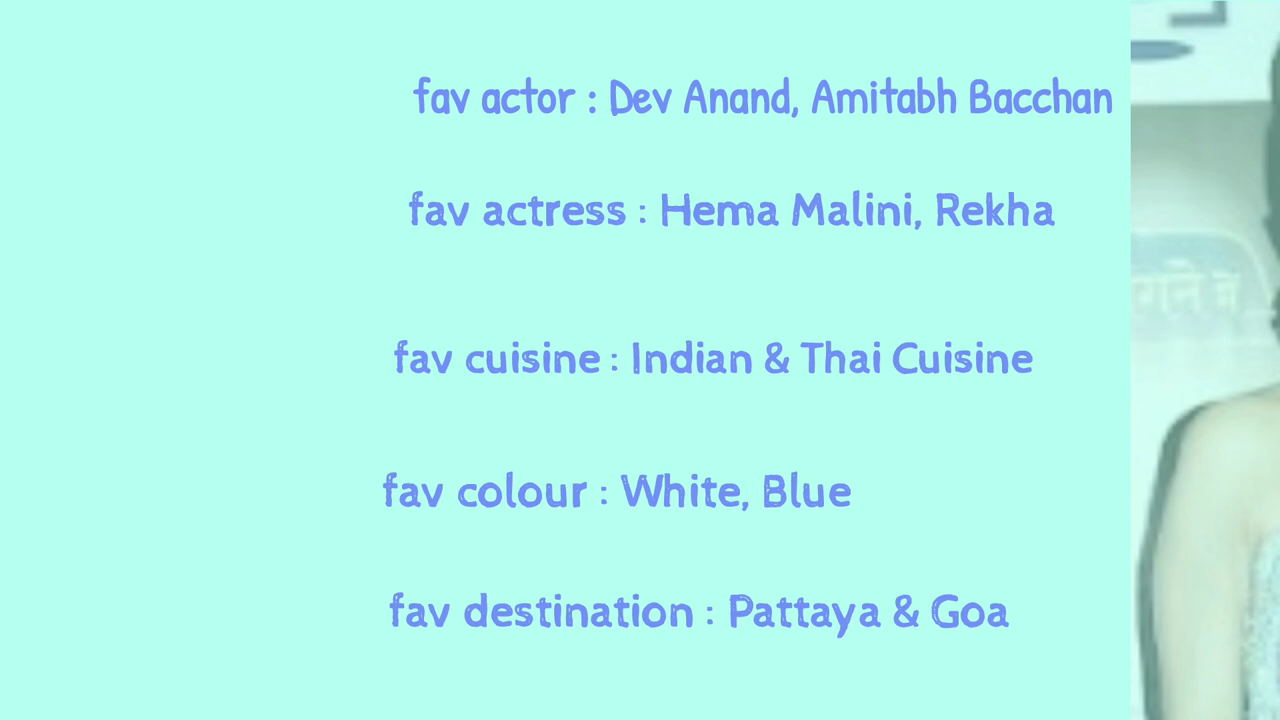 fav actor : Dev Anand, Amitabh Bacchan
fav actress : Hema Malini, Rekha
fav cuisine : Indian & Thai Cuisine
fav colour : White, Blue
fav destination : Pattaya & Goa